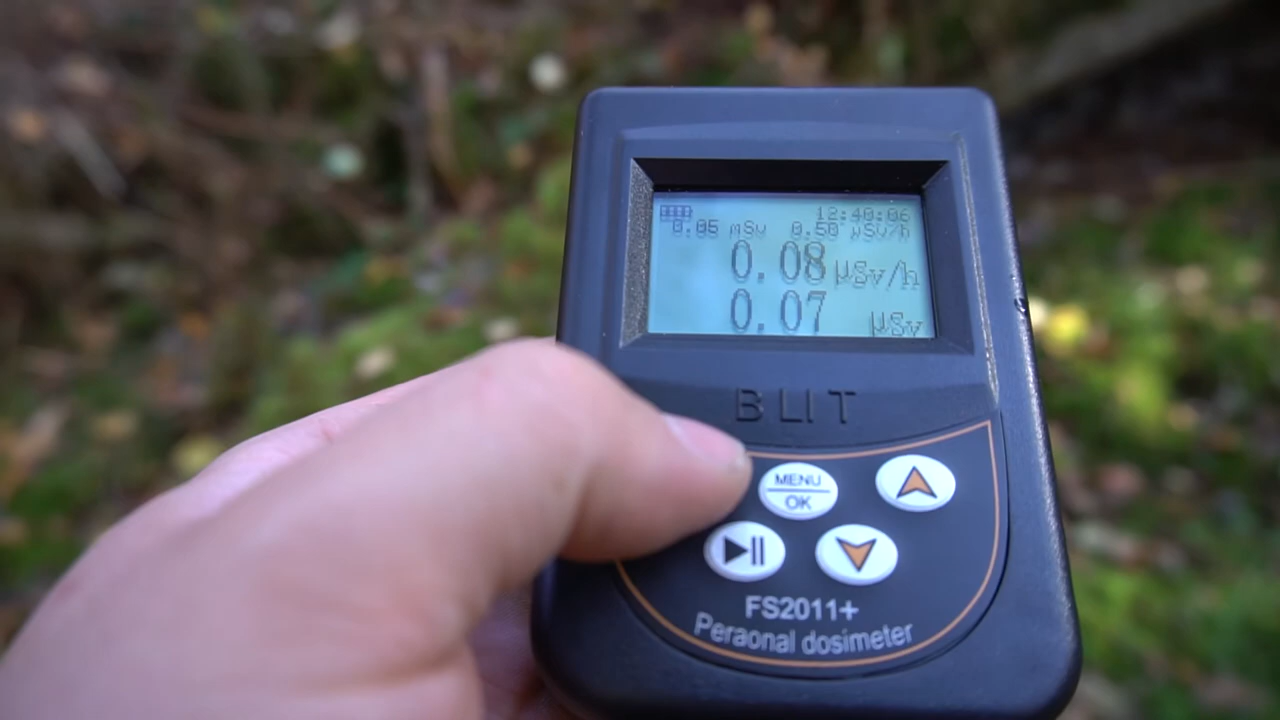 12:40:06
0.05 mSv 0.50 µSv/h
0.08 µSv/h
0.07 µSv
BLIT
MENU
OK
FS2011+
Peraonal dosimeter